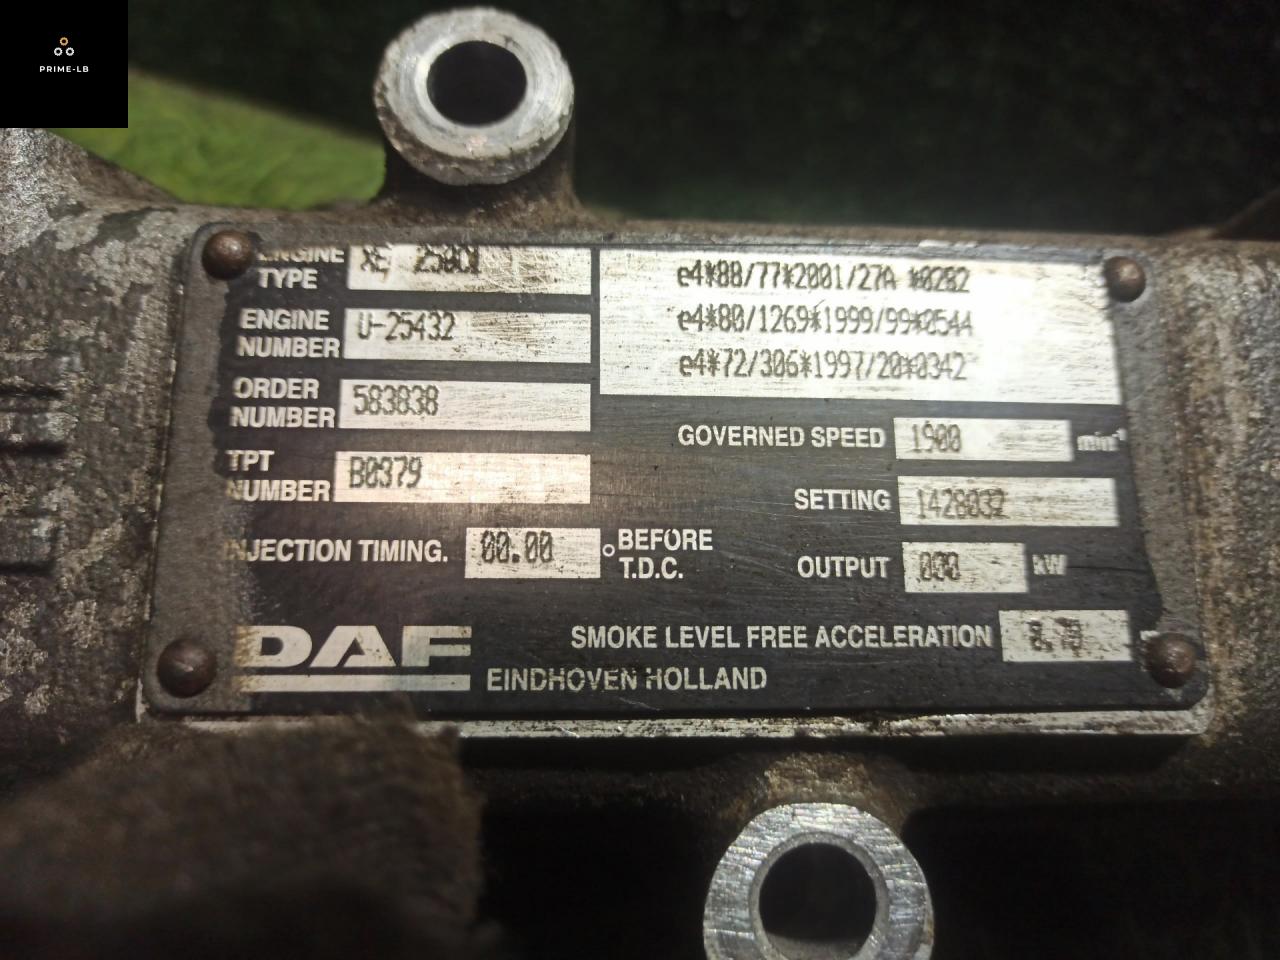 PRIME-LB
ENGINE TYPE XE 250C1
e4*88/77*2001/27A *0282
ENGINE NUMBER U-25432
e4*80/1269*1999/99*0544
e4*72/306*1997/20*0342
ORDER NUMBER 583838
GOVERNED SPEED 1900 min
TPT NUMBER B0379
SETTING 1428032
INJECTION TIMING. 00.00 ° BEFORE T.D.C.
OUTPUT 000 kW
DAF
SMOKE LEVEL FREE ACCELERATION 0.70
EINDHOVEN HOLLAND